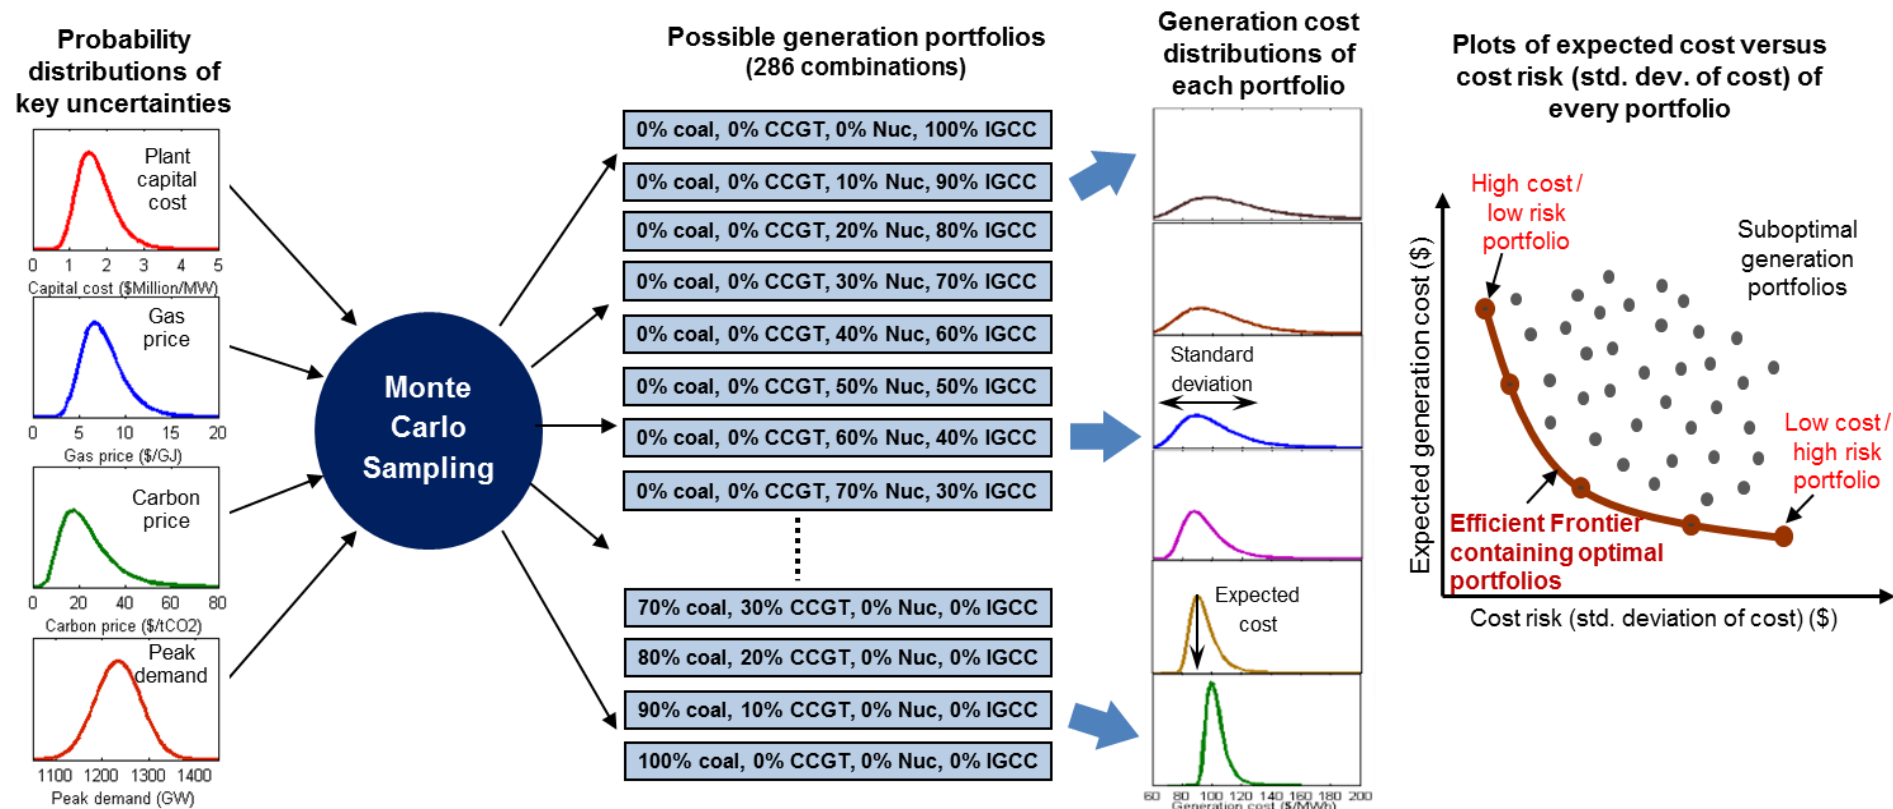 Probability
distributions of
key uncertainties
Plant
capital
cost
0 1 2 3 4 5
Capital cost ($Million/MW)
Gas
price
0 5 10 15 20
Gas price ($/GJ)
Carbon
price
0 20 40 60 80
Carbon price ($/tCO2)
Peak
demand
1100 1200 1300 1400
Peak demand (GW)
Monte
Carlo
Sampling
Possible generation portfolios
(286 combinations)
0% coal, 0% CCGT, 0% Nuc, 100% IGCC
0% coal, 0% CCGT, 10% Nuc, 90% IGCC
0% coal, 0% CCGT, 20% Nuc, 80% IGCC
0% coal, 0% CCGT, 30% Nuc, 70% IGCC
0% coal, 0% CCGT, 40% Nuc, 60% IGCC
0% coal, 0% CCGT, 50% Nuc, 50% IGCC
0% coal, 0% CCGT, 60% Nuc, 40% IGCC
0% coal, 0% CCGT, 70% Nuc, 30% IGCC
70% coal, 30% CCGT, 0% Nuc, 0% IGCC
80% coal, 20% CCGT, 0% Nuc, 0% IGCC
90% coal, 10% CCGT, 0% Nuc, 0% IGCC
100% coal, 0% CCGT, 0% Nuc, 0% IGCC
Generation cost
distributions of
each portfolio
Standard
deviation
Expected
cost
60 80 100 120 140 160 180 200
Generation cost ($/MWh)
Plots of expected cost versus
cost risk (std. dev. of cost) of
every portfolio
High cost /
low risk
portfolio
Suboptimal
generation
portfolios
Low cost /
high risk
portfolio
Efficient Frontier
containing optimal
portfolios
Expected generation cost ($)
Cost risk (std. deviation of cost) ($)